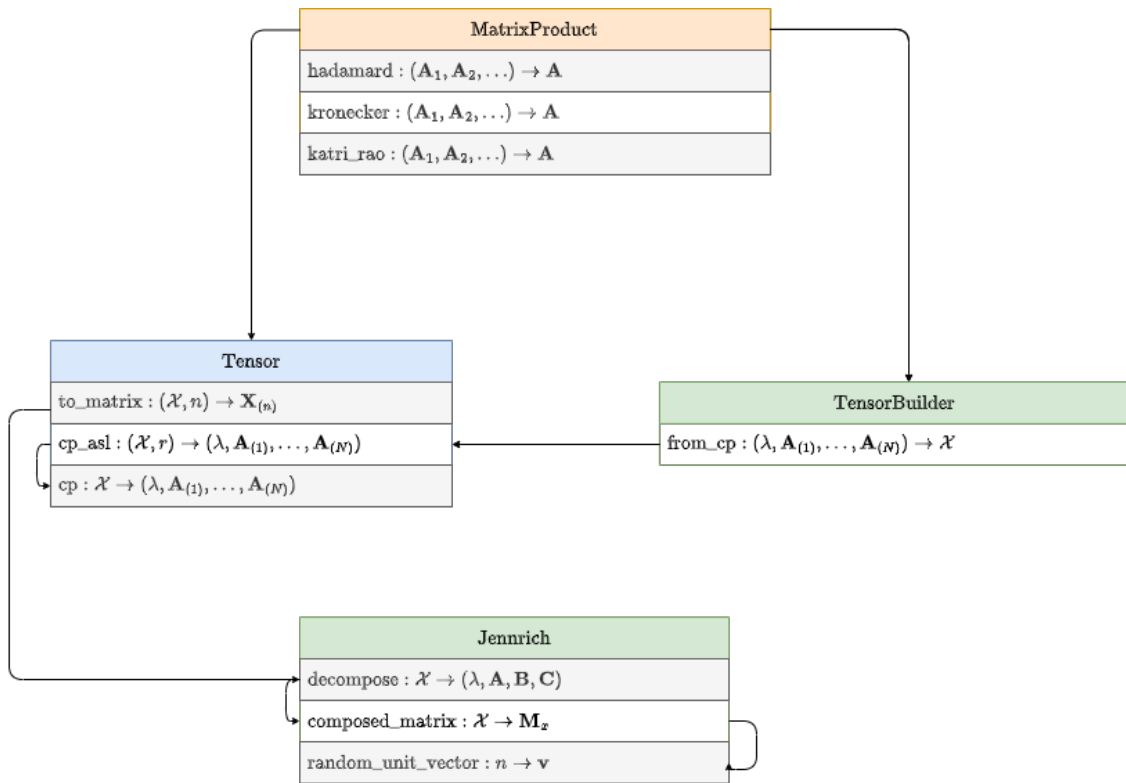 MatrixProduct
hadamard : (A₁, A₂, …) → A
kronecker : (A₁, A₂, …) → A
katri_rao : (A₁, A₂, …) → A
Tensor
to_matrix : (𝒳, n) → X₍ₙ₎
cp_asl : (𝒳, r) → (λ, A₍₁₎, …, A₍N₎)
cp : 𝒳 → (λ, A₍₁₎, …, A₍N₎)
TensorBuilder
from_cp : (λ, A₍₁₎, …, A₍N₎) → 𝒳
Jennrich
decompose : 𝒳 → (λ, A, B, C)
composed_matrix : 𝒳 → Mₓ
random_unit_vector : n → v